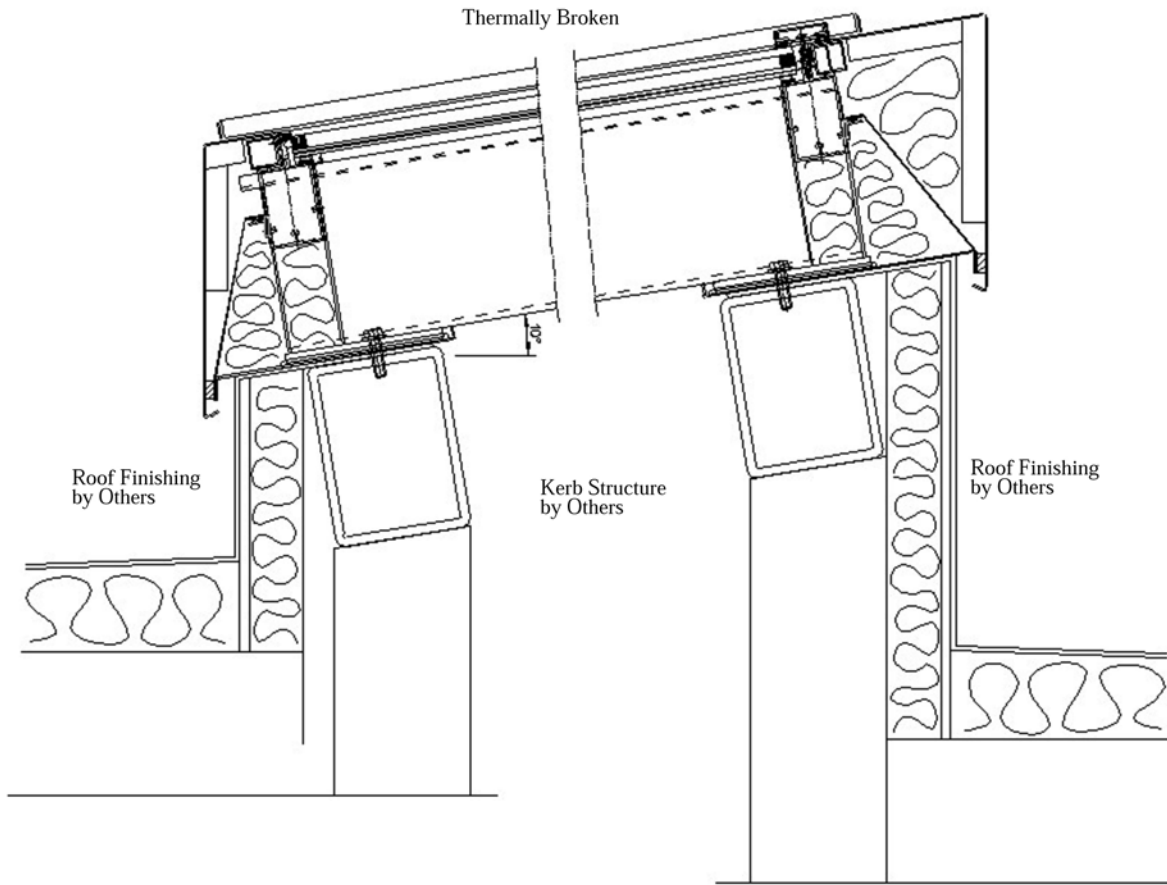 Thermally Broken
10°
Roof Finishing
by Others
Kerb Structure
by Others
Roof Finishing
by Others